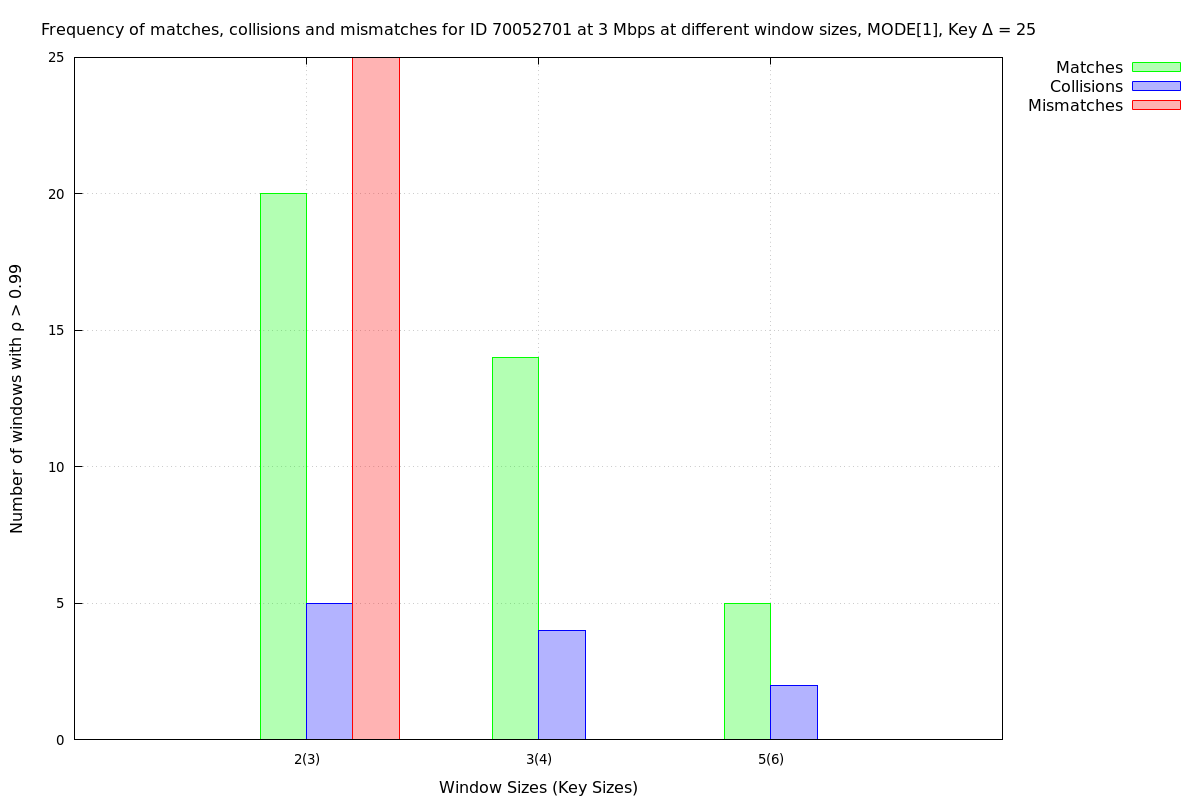 Frequency of matches, collisions and mismatches for ID 70052701 at 3 Mbps at different window sizes, MODE[1], Key Δ = 25
Matches
Collisions
Mismatches
Number of windows with ρ > 0.99
25
20
15
10
5
0
2(3)
3(4)
5(6)
Window Sizes (Key Sizes)